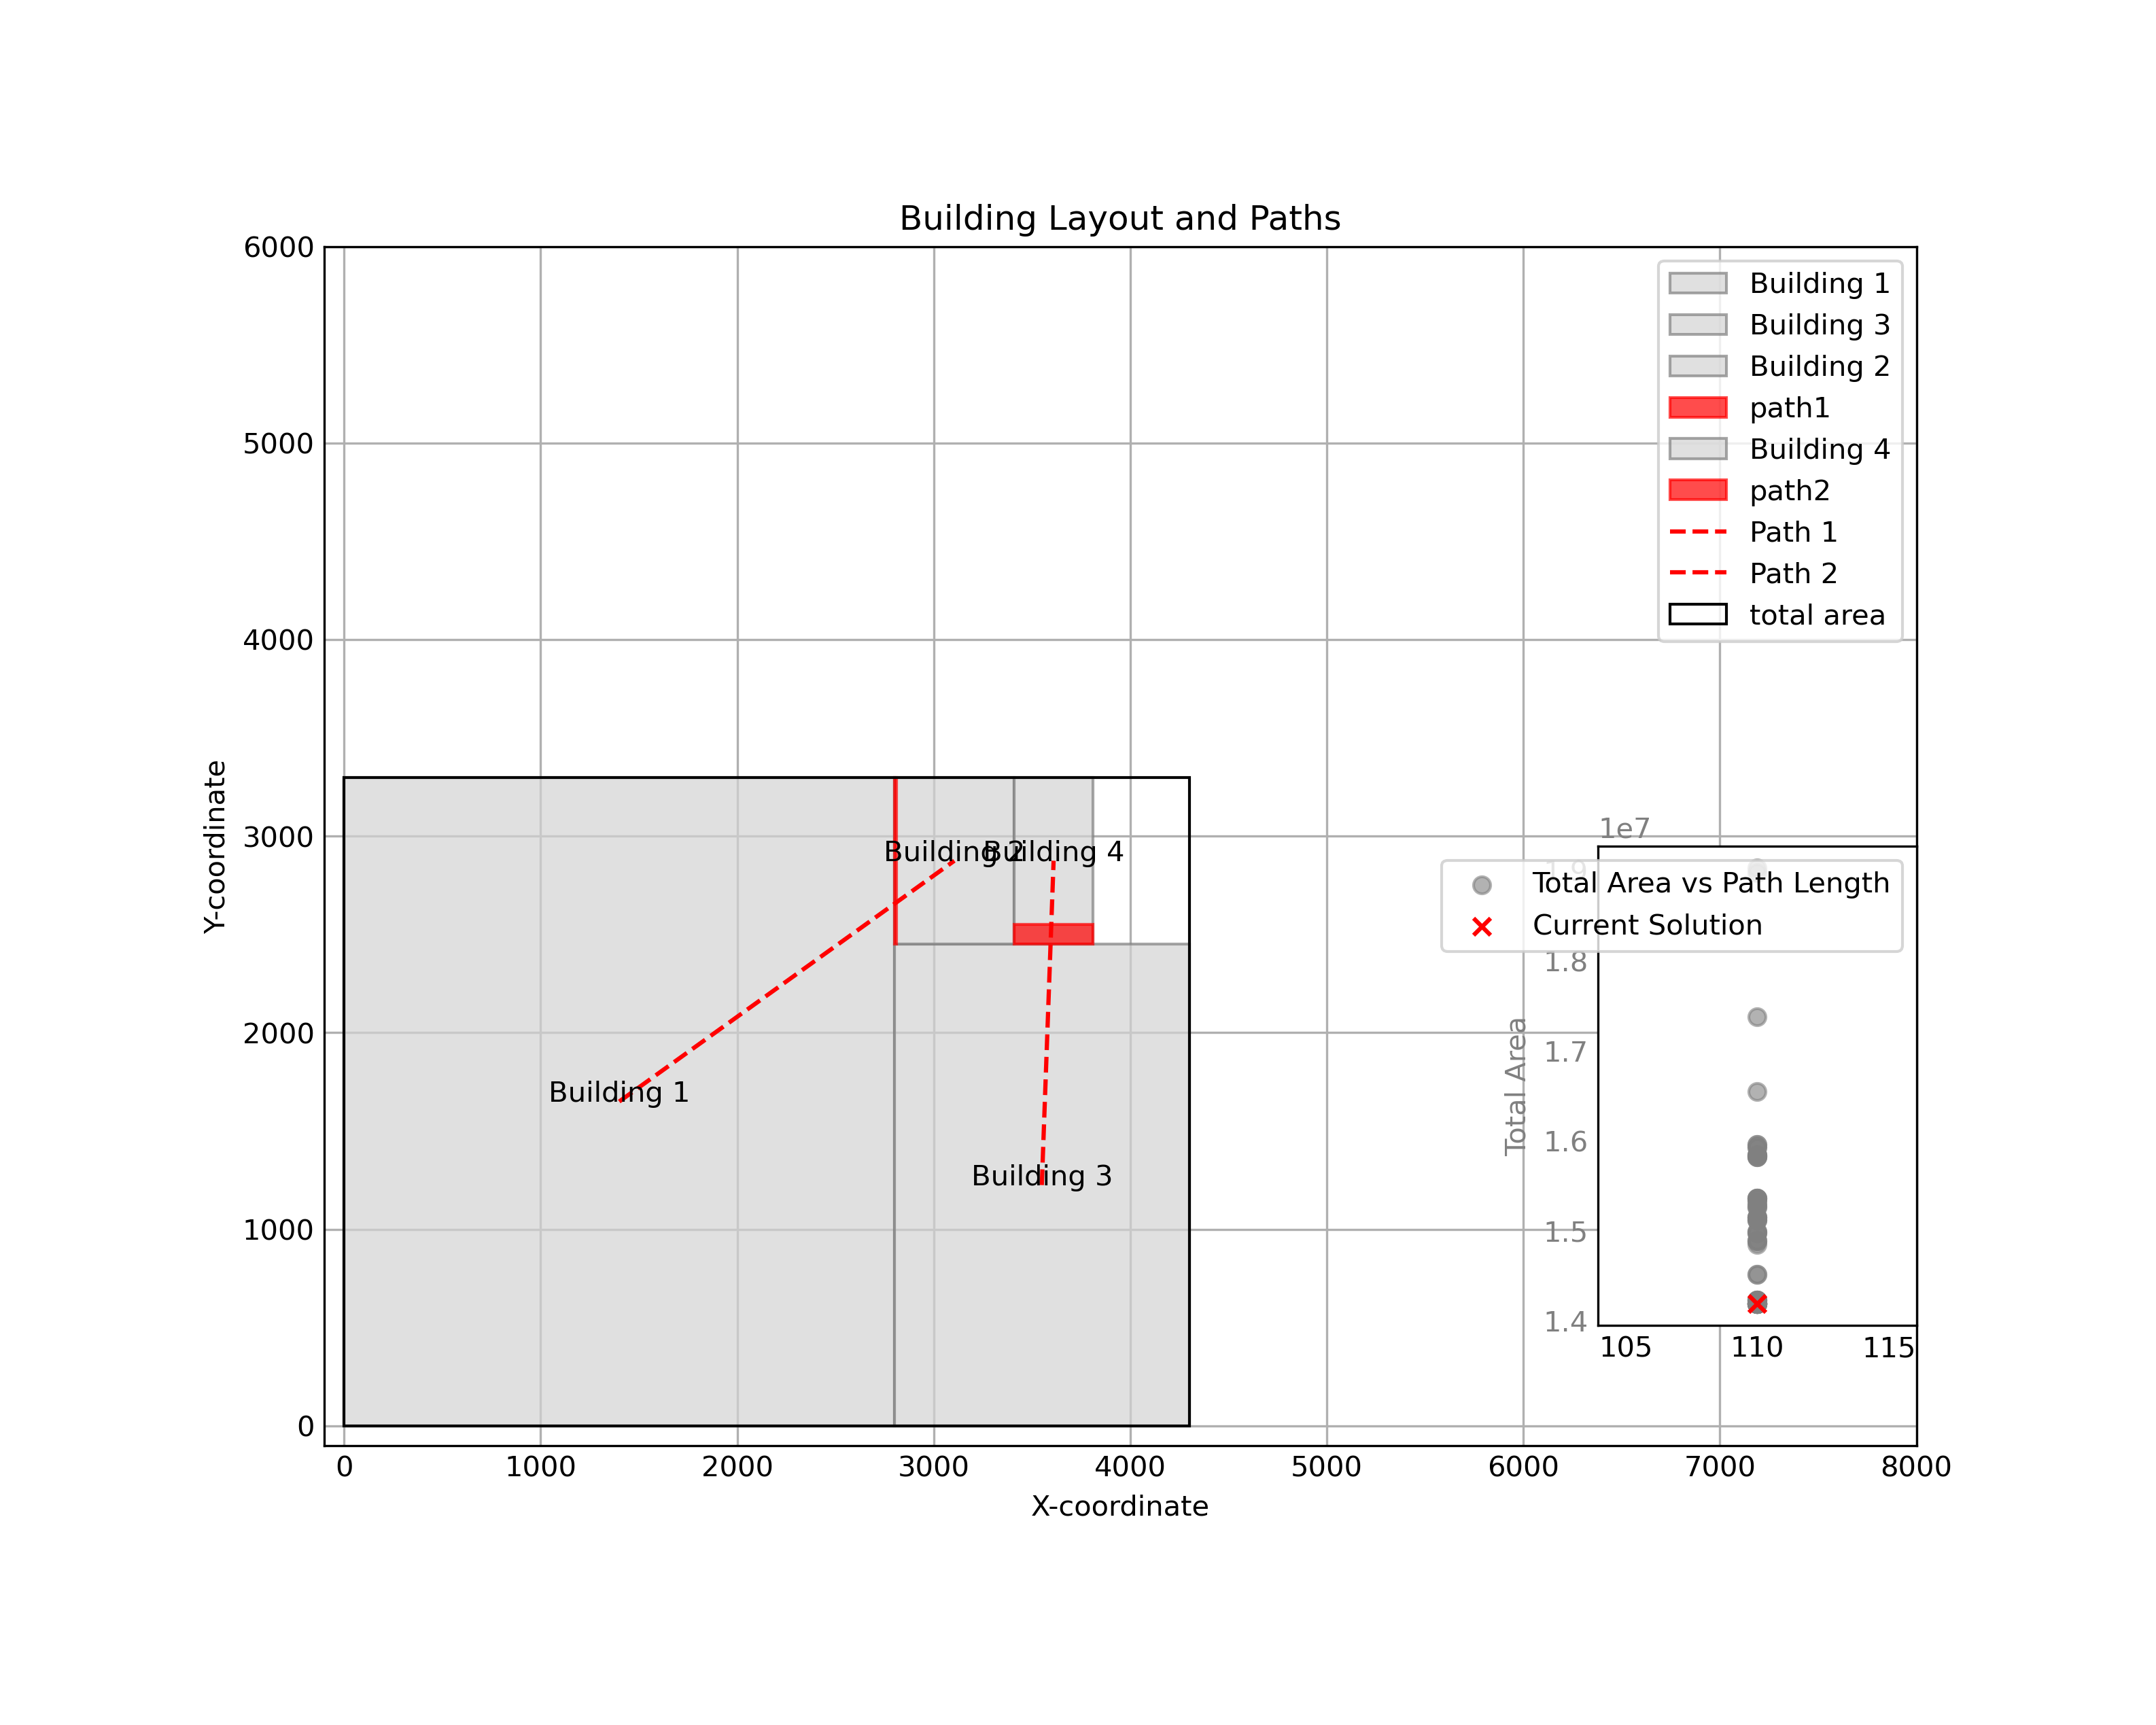 Building Layout and Paths
6000
5000
4000
3000
2000
1000
0
Y-coordinate
0 1000 2000 3000 4000 5000 6000 7000 8000
X-coordinate
Building 1
Building 3
Building 2
path1
Building 4
path2
Path 1
Path 2
total area
Building 2
Building 4
Building 1
Building 3
1e7
Total Area vs Path Length
Current Solution
1.9
1.8
1.7
1.6
1.5
1.4
Total Area
105 110 115